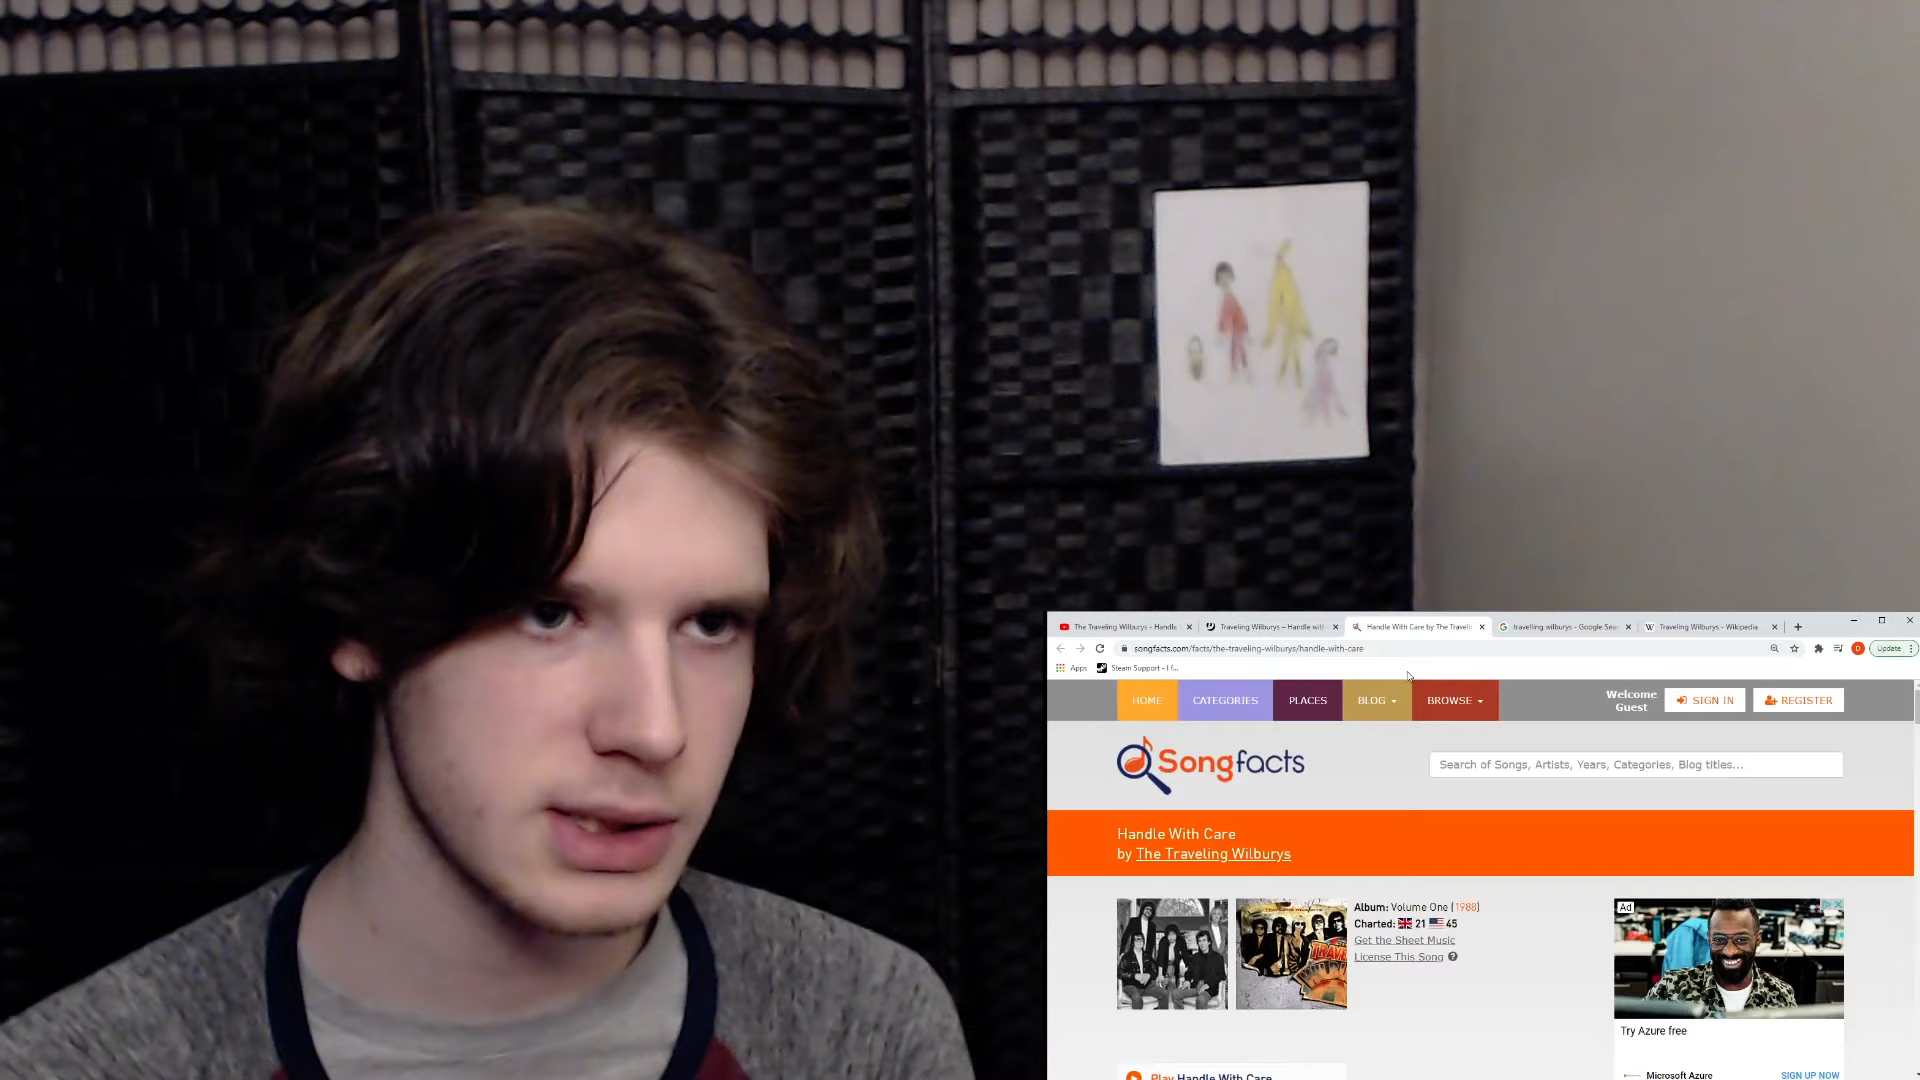 The Traveling Wilburys - Handle
Traveling Wilburys – Handle with
Handle With Care by The Traveli
travelling wilburys - Google Sea
Traveling Wilburys - Wikipedia
songfacts.com/facts/the-traveling-wilburys/handle-with-care
D
Update
Apps
Steam Support - I f...
HOME
CATEGORIES
PLACES
BLOG
BROWSE
Welcome
Guest
SIGN IN
REGISTER
Songfacts
Search of Songs, Artists, Years, Categories, Blog titles...
Handle With Care
by The Traveling Wilburys
Album: Volume One (1988)
Charted: 21 45
Get the Sheet Music
License This Song ?
Ad
Try Azure free
Microsoft Azure
SIGN UP NOW
Play Handle With Care